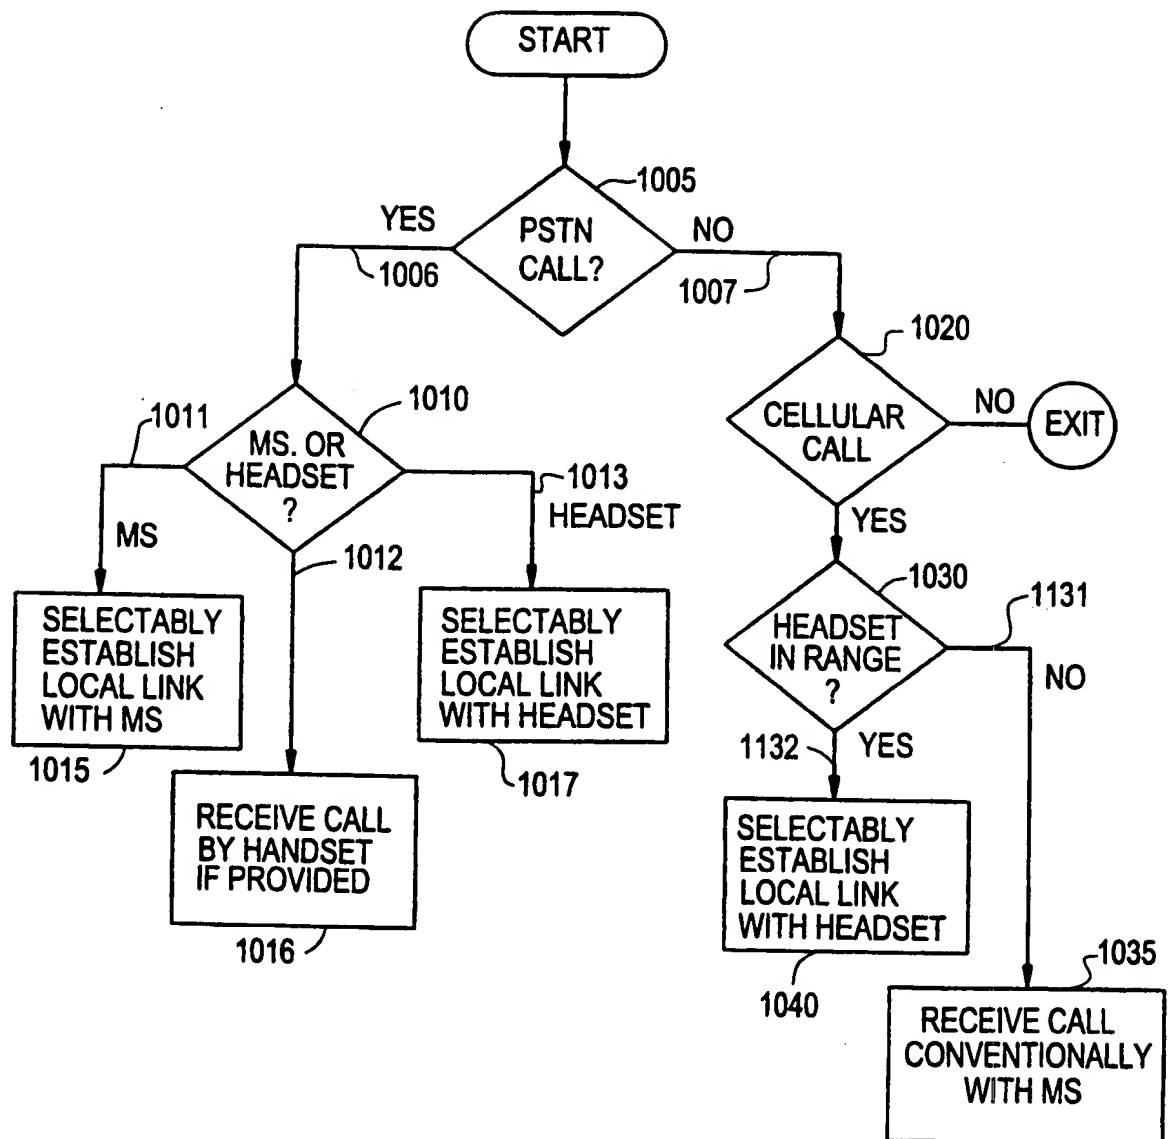 START
1005
PSTN
CALL?
YES
NO
1006
1007
1020
CELLULAR
CALL
NO
EXIT
1011
1010
MS. OR
HEADSET
?
1013
HEADSET
MS
1012
YES
1030
1131
HEADSET
IN RANGE
?
NO
SELECTABLY
ESTABLISH
LOCAL LINK
WITH MS
1015
SELECTABLY
ESTABLISH
LOCAL LINK
WITH HEADSET
1017
1132
YES
RECEIVE CALL
BY HANDSET
IF PROVIDED
1016
SELECTABLY
ESTABLISH
LOCAL LINK
WITH HEADSET
1040
1035
RECEIVE CALL
CONVENTIONALLY
WITH MS